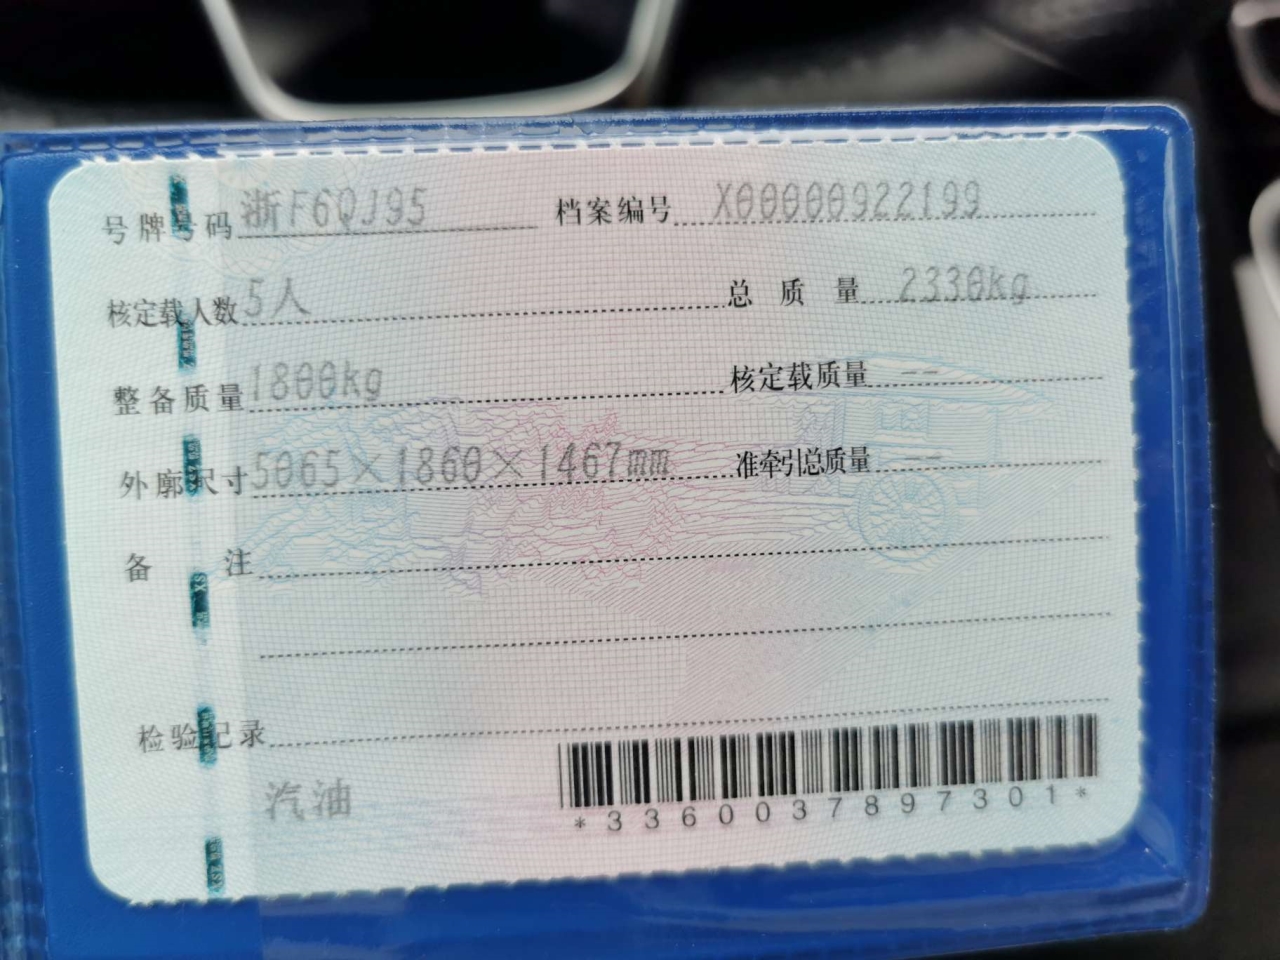 号牌号码 浙F6QJ95 档案编号 X00000922199
核定载人数 5人 总质量 2330kg
整备质量 1800kg 核定载质量 --
外廓尺寸 5065×1860×1467mm 准牵引总质量 --
备注
检验记录
汽油
*3360037897301*